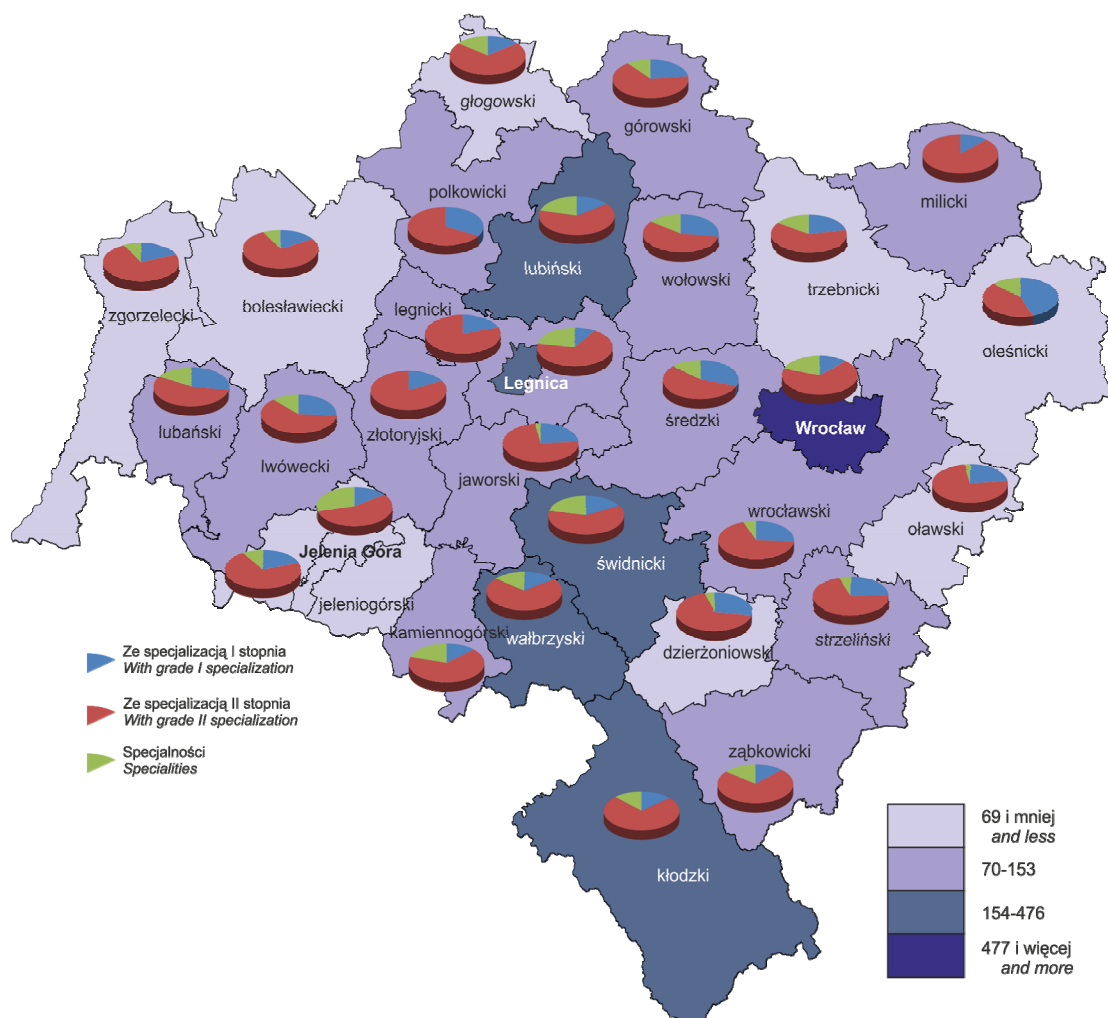 głogowski
górowski
milicki
polkowicki
lubiński
wołowski
trzebnicki
zgorzelecki
bolesławiecki
legnicki
oleśnicki
Legnica
lubański
lwówecki
złotoryjski
średzki
Wrocław
jaworski
wrocławski
oławski
Jelenia Góra
świdnicki
jeleniogórski
kamiennogórski
wałbrzyski
dzierżoniowski
strzeliński
ząbkowicki
kłodzki
Ze specjalizacją I stopnia
With grade I specialization
Ze specjalizacją II stopnia
With grade II specialization
Specjalności
Specialities
69 i mniej
and less
70-153
154-476
477 i więcej
and more